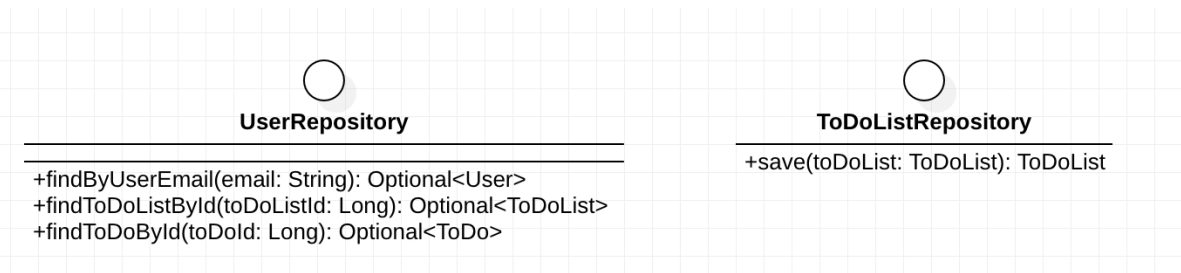 UserRepository
+findByUserEmail(email: String): Optional<User>
+findToDoListById(toDoListId: Long): Optional<ToDoList>
+findToDoById(toDoId: Long): Optional<ToDo>
ToDoListRepository
+save(toDoList: ToDoList): ToDoList